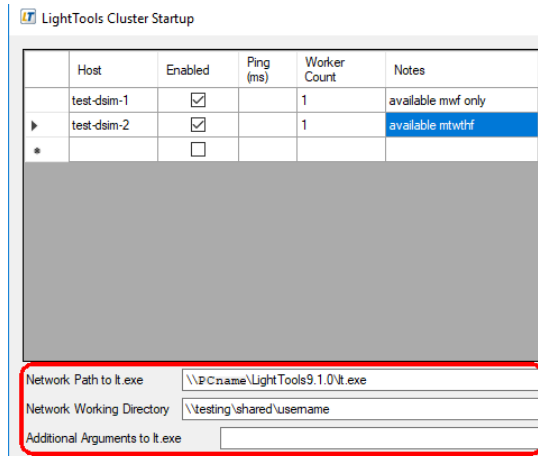 LightTools Cluster Startup
Host Enabled Ping (ms) Worker Count Notes
test-dsim-1 1 available mwf only
test-dsim-2 1 available mtwthf
Network Path to lt.exe \\PCname\LightTools9.1.0\lt.exe
Network Working Directory \\testing\shared\username
Additional Arguments to lt.exe